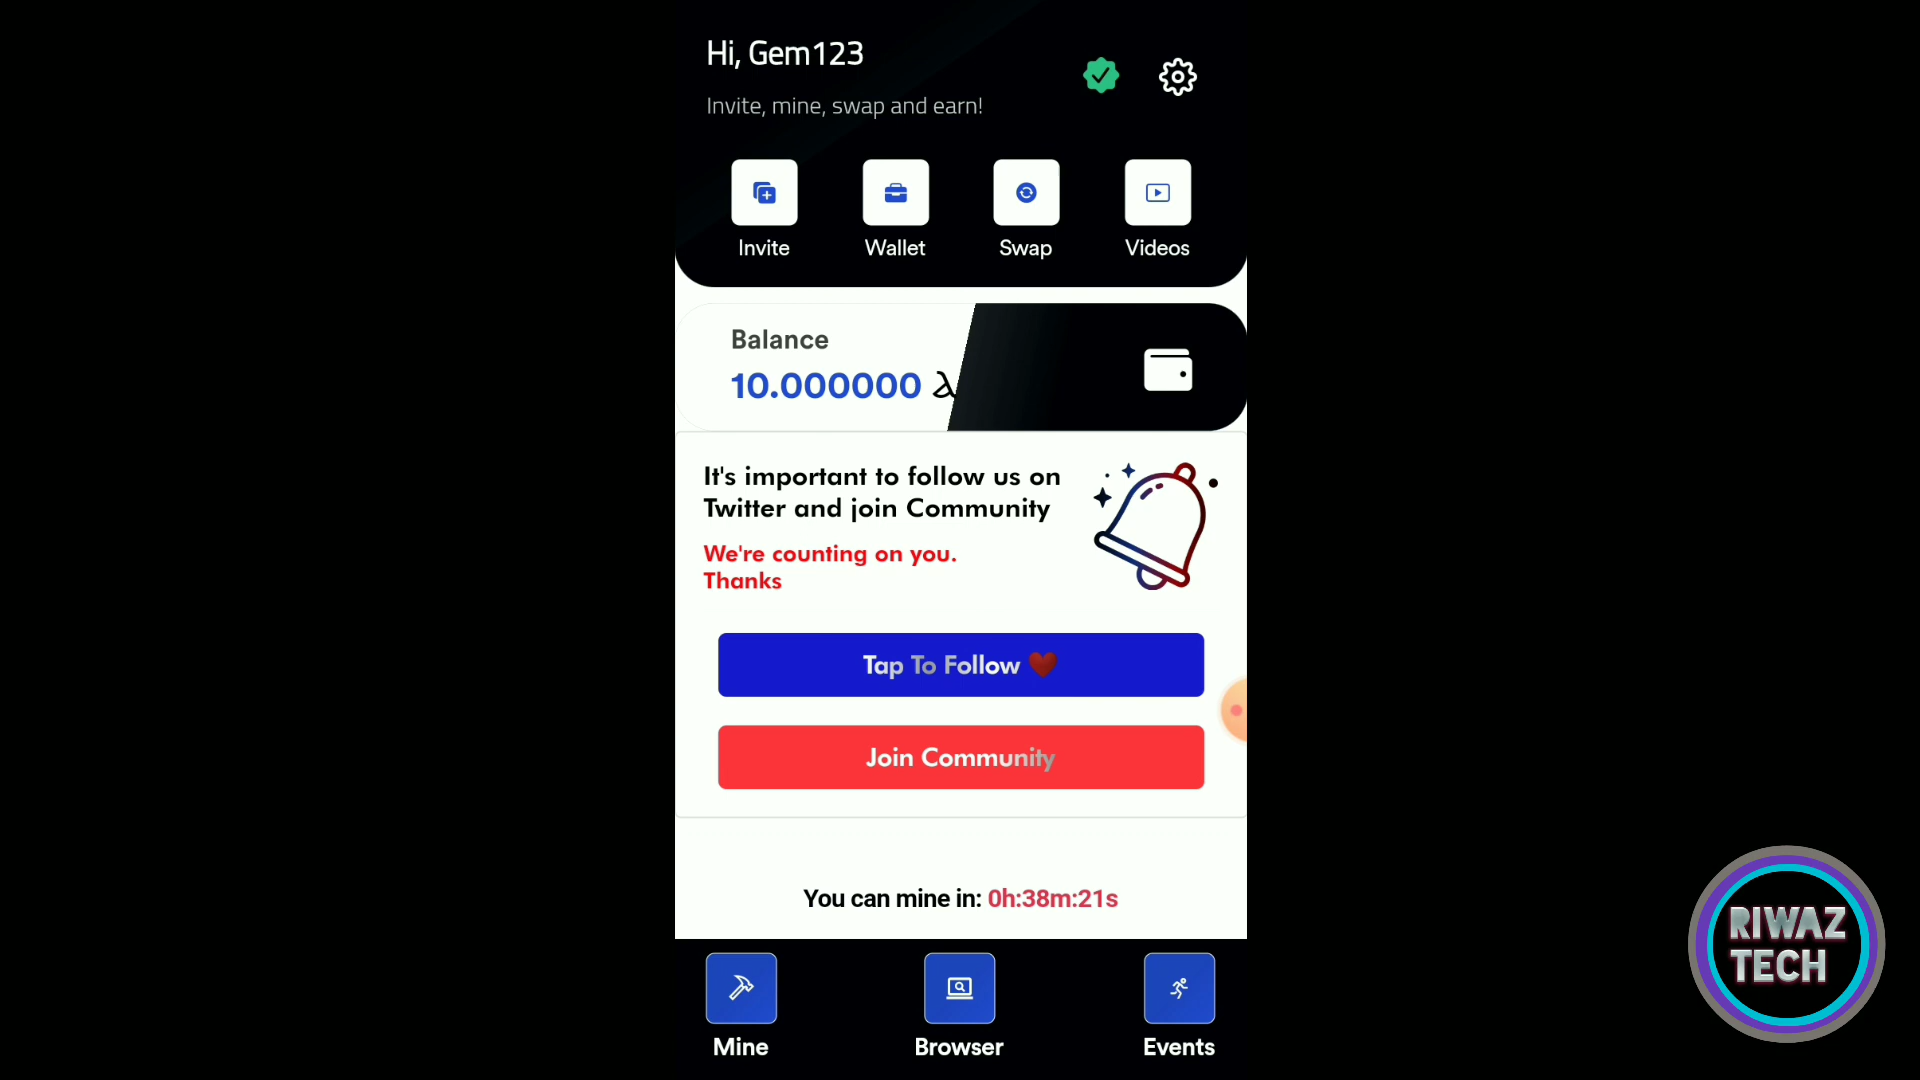 Hi, Gem123
Invite, mine, swap and earn!
Invite
Wallet
Swap
Videos
Balance
10.000000
It's important to follow us on
Twitter and join Community
We're counting on you.
Thanks
Tap To Follow ❤
Join Community
You can mine in: 0h:38m:21s
Mine
Browser
Events
RIWAZ
TECH